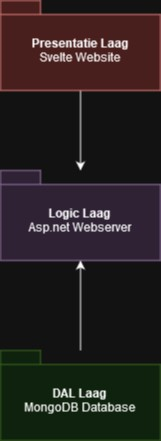 Presentatie Laag
Svelte Website
Logic Laag
Asp.net Webserver
DAL Laag
MongoDB Database